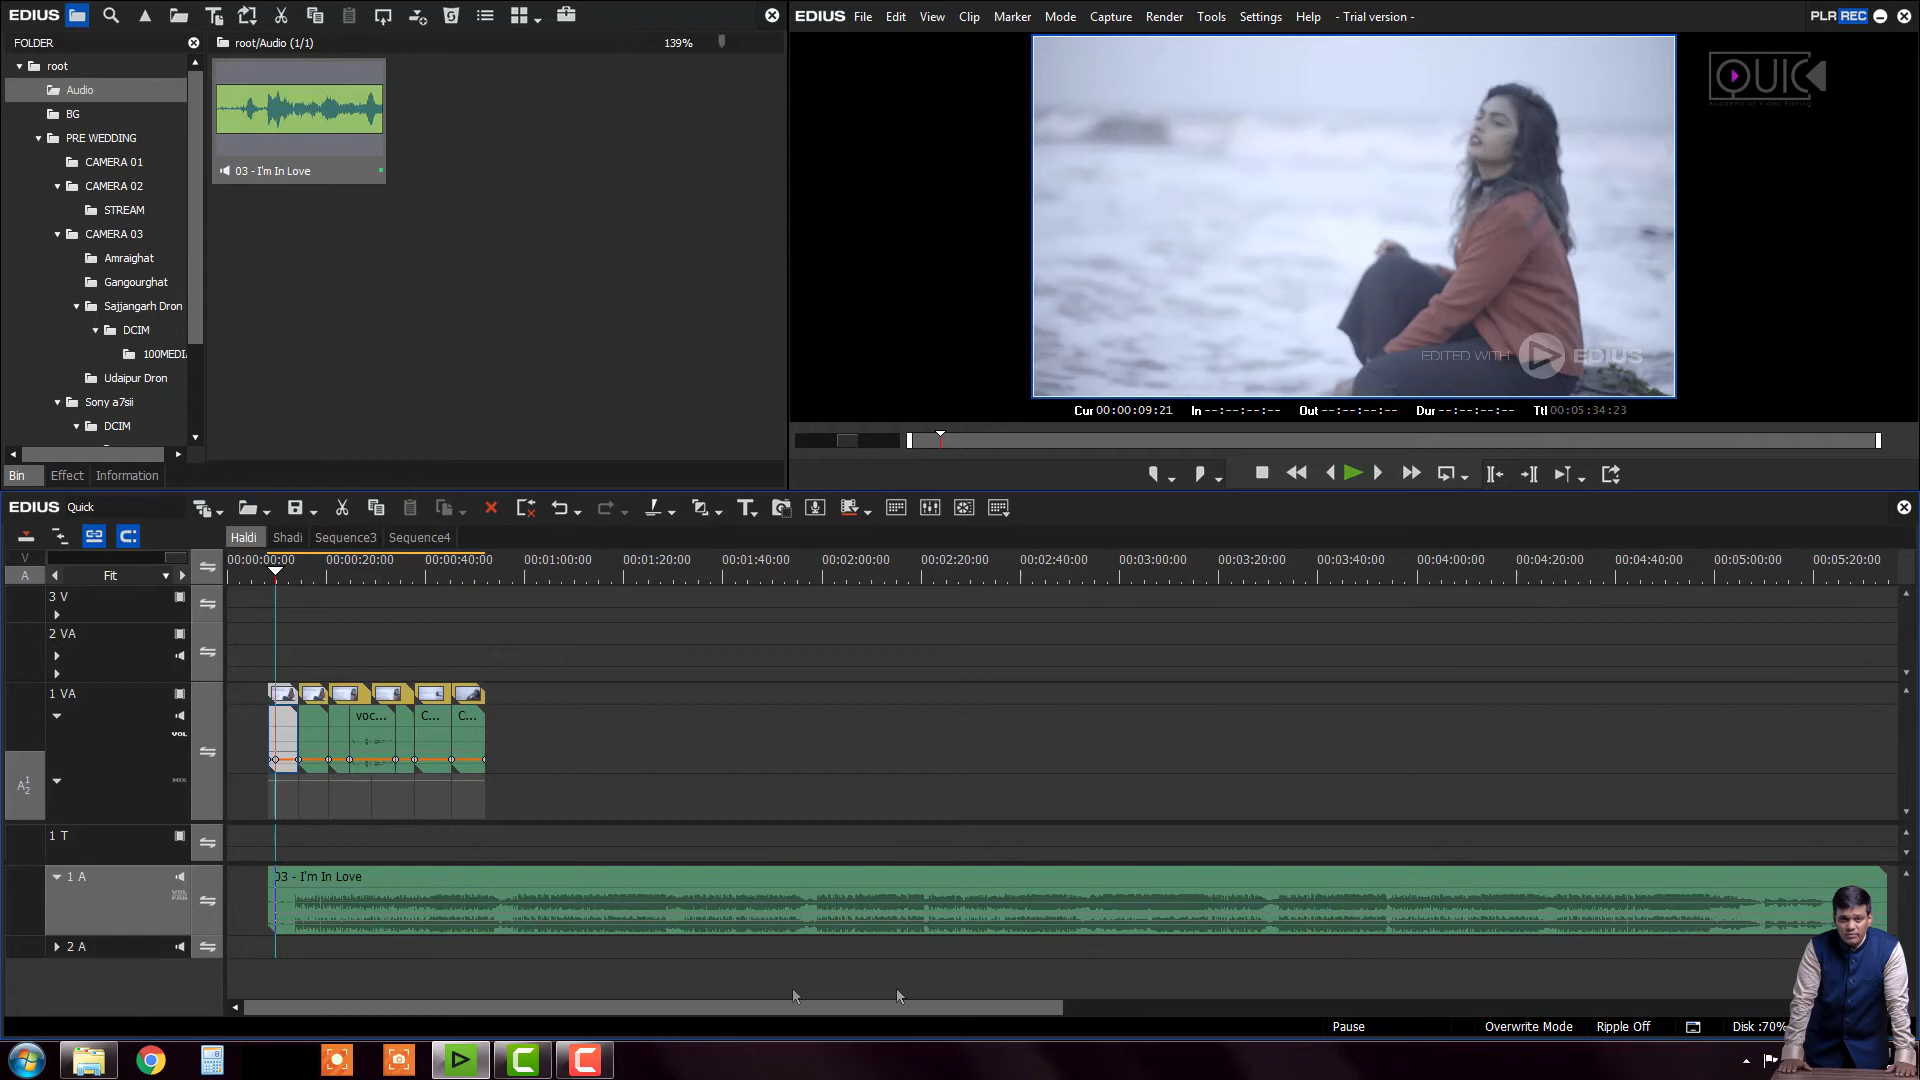 EDIUS
FOLDER
root/Audio (1/1)
139%
root
Audio
BG
PRE WEDDING
CAMERA 01
CAMERA 02
STREAM
CAMERA 03
Amraighat
Gangourghat
Sajjangarh Dron
DCIM
100MEDI
Udaipur Dron
Sony a7sii
DCIM
03 - I'm In Love
Bin
Effect
Information
EDIUS File Edit View Clip Marker Mode Capture Render Tools Settings Help - Trial version -
PLR REC
QUIC
Academy of Video Editing
EDITED WITH EDIUS
Cur 00:00:09:21 In --:--:--:-- Out --:--:--:-- Dur --:--:--:-- Ttl 00:05:34:23
EDIUS Quick
Haldi Shadi Sequence3 Sequence4
00:00:00:00 00:00:20:00 00:00:40:00 00:01:00:00 00:01:20:00 00:01:40:00 00:02:00:00 00:02:20:00 00:02:40:00 00:03:00:00 00:03:20:00 00:03:40:00 00:04:00:00 00:04:20:00 00:04:40:00 00:05:00:00 00:05:20:00
V
A
Fit
3 V
2 VA
1 VA
voc... C... C...
VOL
A 1 2
MIX
1 T
1 A
VOL
PAN
03 - I'm In Love
2 A
Pause
Overwrite Mode
Ripple Off
Disk :70%